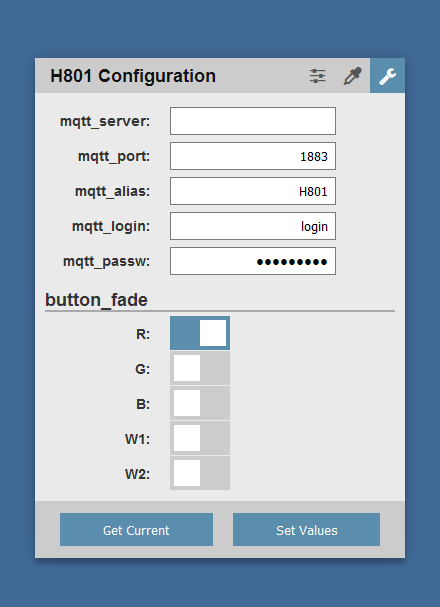 H801 Configuration
mqtt_server:
mqtt_port: 1883
mqtt_alias: H801
mqtt_login: login
mqtt_passw: •••••••••
button_fade
R:
G:
B:
W1:
W2:
Get Current Set Values